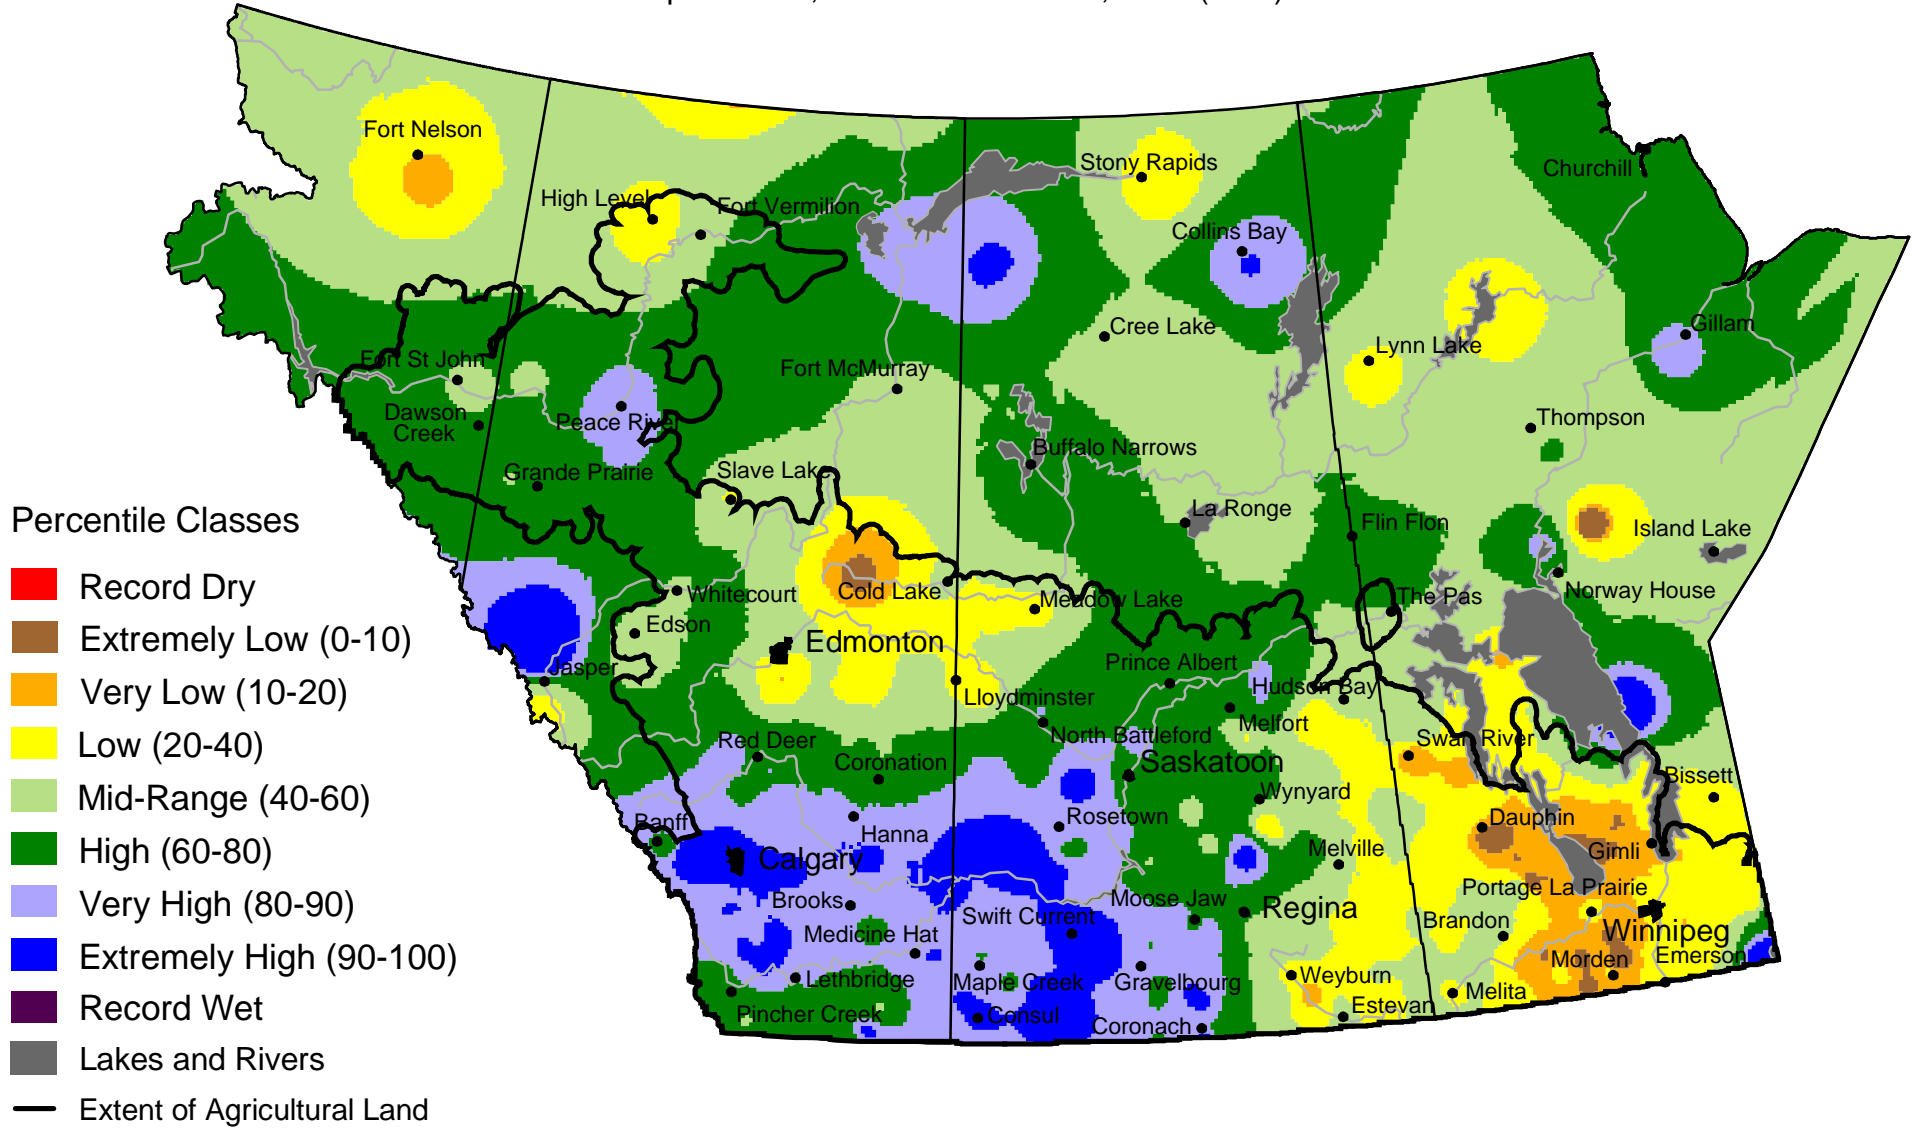 Fort Nelson
High Level
Fort Vermilion
Stony Rapids
Collins Bay
Churchill
Cree Lake
Gillam
Lynn Lake
Fort St John
Fort McMurray
Dawson
Creek
Peace River
Thompson
Buffalo Narrows
Grande Prairie
Slave Lake
La Ronge
Flin Flon
Island Lake
Whitecourt
Cold Lake
Meadow Lake
The Pas
Norway House
Edson
Edmonton
Jasper
Prince Albert
Lloydminster
Hudson Bay
Melfort
North Battleford
Red Deer
Coronation
Saskatoon
Swan River
Bissett
Wynyard
Banff
Hanna
Rosetown
Dauphin
Calgary
Melville
Gimli
Brooks
Moose Jaw
Regina
Portage La Prairie
Swift Current
Brandon
Medicine Hat
Winnipeg
Lethbridge
Maple Creek
Gravelbourg
Weyburn
Morden
Emerson
Pincher Creek
Consul
Coronach
Estevan
Melita
Percentile Classes
Record Dry
Extremely Low (0-10)
Very Low (10-20)
Low (20-40)
Mid-Range (40-60)
High (60-80)
Very High (80-90)
Extremely High (90-100)
Record Wet
Lakes and Rivers
Extent of Agricultural Land